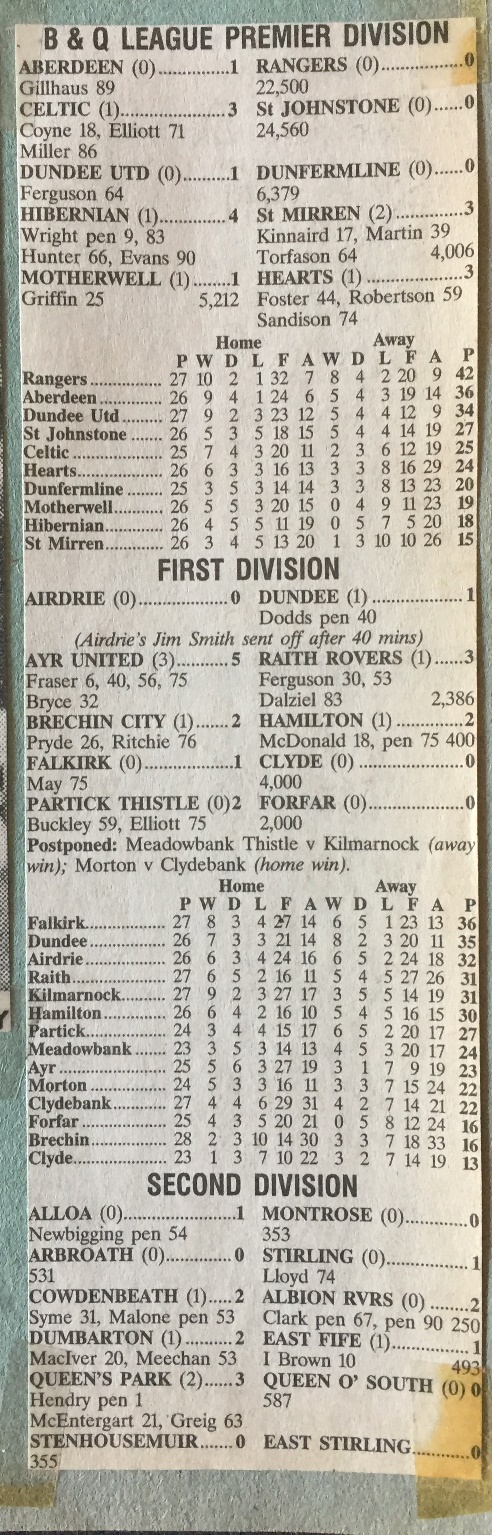 B & Q LEAGUE PREMIER DIVISION
ABERDEEN (0)..............1 RANGERS (0)...................0
Gillhaus 89 22,500
CELTIC (1)....................3 St JOHNSTONE (0)......0
Coyne 18, Elliott 71 24,560
Miller 86
DUNDEE UTD (0).........1 DUNFERMLINE (0).....0
Ferguson 64 6,379
HIBERNIAN (1).............4 St MIRREN (2).............3
Wright pen 9, 83 Kinnaird 17, Martin 39
Hunter 66, Evans 90 Torfason 64 4,006
MOTHERWELL (1)........1 HEARTS (1)...................3
Griffin 25 5,212 Foster 44, Robertson 59
Sandison 74
Home Away
P W D L F A W D L F A P
Rangers............... 27 10 2 1 32 7 8 4 2 20 9 42
Aberdeen............. 26 9 4 1 24 6 5 4 3 19 14 36
Dundee Utd......... 27 9 2 3 23 12 5 4 4 12 9 34
St Johnstone....... 26 5 3 5 18 15 5 4 4 14 19 27
Celtic.................. 25 7 4 3 20 11 2 3 6 12 19 25
Hearts................. 26 6 3 3 16 13 3 3 8 16 29 24
Dunfermline........ 25 3 5 3 14 14 3 3 8 13 23 20
Motherwell.......... 26 5 5 3 20 15 0 4 9 11 23 19
Hibernian............ 26 4 5 5 11 19 0 5 7 5 20 18
St Mirren............ 26 3 4 5 13 20 1 3 10 10 26 15
FIRST DIVISION
AIRDRIE (0)...................0 DUNDEE (1)..................1
Dodds pen 40
(Airdrie's Jim Smith sent off after 40 mins)
AYR UNITED (3)...........5 RAITH ROVERS (1).....3
Fraser 6, 40, 56, 75 Ferguson 30, 53
Bryce 32 Dalziel 83 2,386
BRECHIN CITY (1).......2 HAMILTON (1).............2
Pryde 26, Ritchie 76 McDonald 18, pen 75 400
FALKIRK (0)..................1 CLYDE (0)....................0
May 75 4,000
PARTICK THISTLE (0)2 FORFAR (0)..................0
Buckley 59, Elliott 75 2,000
Postponed: Meadowbank Thistle v Kilmarnock (away
win); Morton v Clydebank (home win).
Home Away
P W D L F A W D L F A P
Falkirk................. 27 8 3 4 27 14 6 5 1 23 13 36
Dundee................ 26 7 3 3 21 14 8 2 3 20 11 35
Airdrie................. 26 6 3 4 24 16 6 5 2 24 18 32
Raith................... 27 6 5 2 16 11 5 4 5 27 26 31
Kilmarnock......... 27 9 2 3 27 17 3 5 5 14 19 31
Hamilton............. 26 6 4 2 16 10 5 4 5 16 15 30
Partick................ 24 3 4 4 15 17 6 5 2 20 17 27
Meadowbank....... 23 3 5 3 14 13 4 5 3 20 17 24
Ayr...................... 25 5 6 3 27 19 3 1 7 9 19 23
Morton................ 24 5 3 3 16 11 3 3 7 15 24 22
Clydebank........... 27 4 4 6 29 31 4 2 7 14 21 22
Forfar................. 25 4 3 5 20 21 0 5 8 12 24 16
Brechin............... 28 2 3 10 14 30 3 3 7 18 33 16
Clyde................... 23 1 3 7 10 22 3 2 7 14 19 13
SECOND DIVISION
ALLOA (0).....................1 MONTROSE (0)............0
Newbigging pen 54 353
ARBROATH (0).............0 STIRLING (0)................1
531 Lloyd 74
COWDENBEATH (1).....2 ALBION RVRS (0)........2
Syme 31, Malone pen 53 Clark pen 67, pen 90 250
DUMBARTON (1)..........2 EAST FIFE (1)...............1
MacIver 20, Meechan 53 I Brown 10 493
QUEEN'S PARK (2)......3 QUEEN O' SOUTH (0) 0
Hendry pen 1 587
McEntergart 21, Greig 63
STENHOUSEMUIR.......0 EAST STIRLING...........0
355